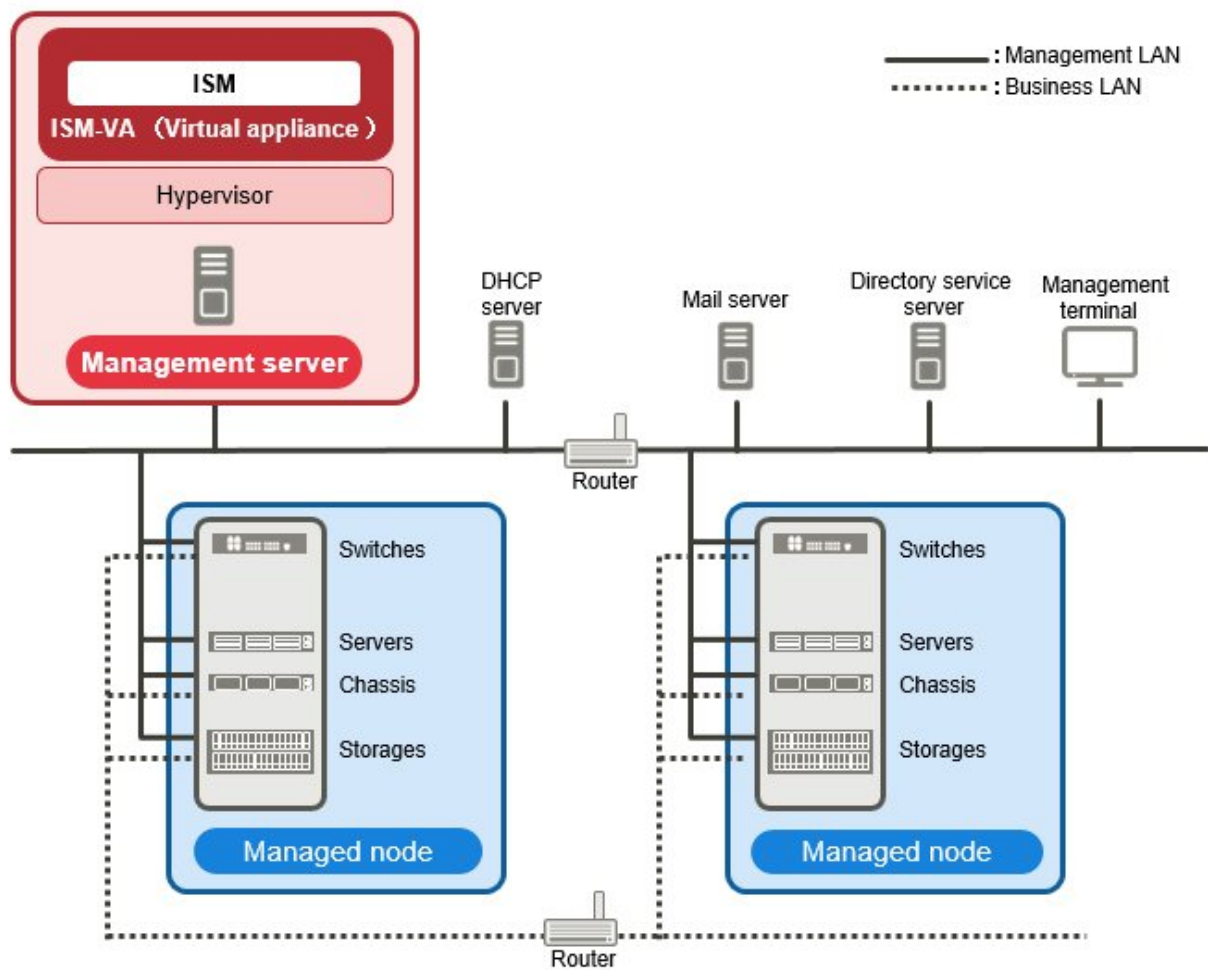 ISM
ISM-VA （Virtual appliance ）
Hypervisor
Management server
: Management LAN
: Business LAN
DHCP
server
Mail server
Directory service
server
Management
terminal
Router
Switches
Servers
Chassis
Storages
Managed node
Switches
Servers
Chassis
Storages
Managed node
Router